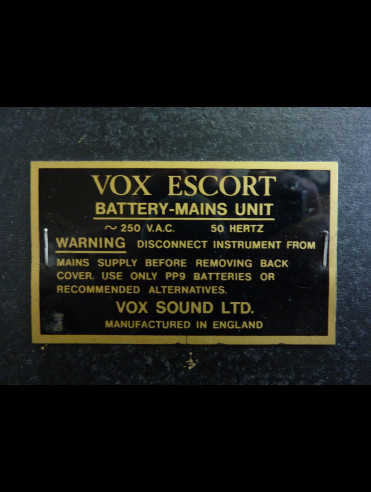 VOX ESCORT
BATTERY-MAINS UNIT
~ 250 V.A.C. 50 HERTZ
WARNING DISCONNECT INSTRUMENT FROM
MAINS SUPPLY BEFORE REMOVING BACK
COVER. USE ONLY PP9 BATTERIES OR
RECOMMENDED ALTERNATIVES.
VOX SOUND LTD.
MANUFACTURED IN ENGLAND